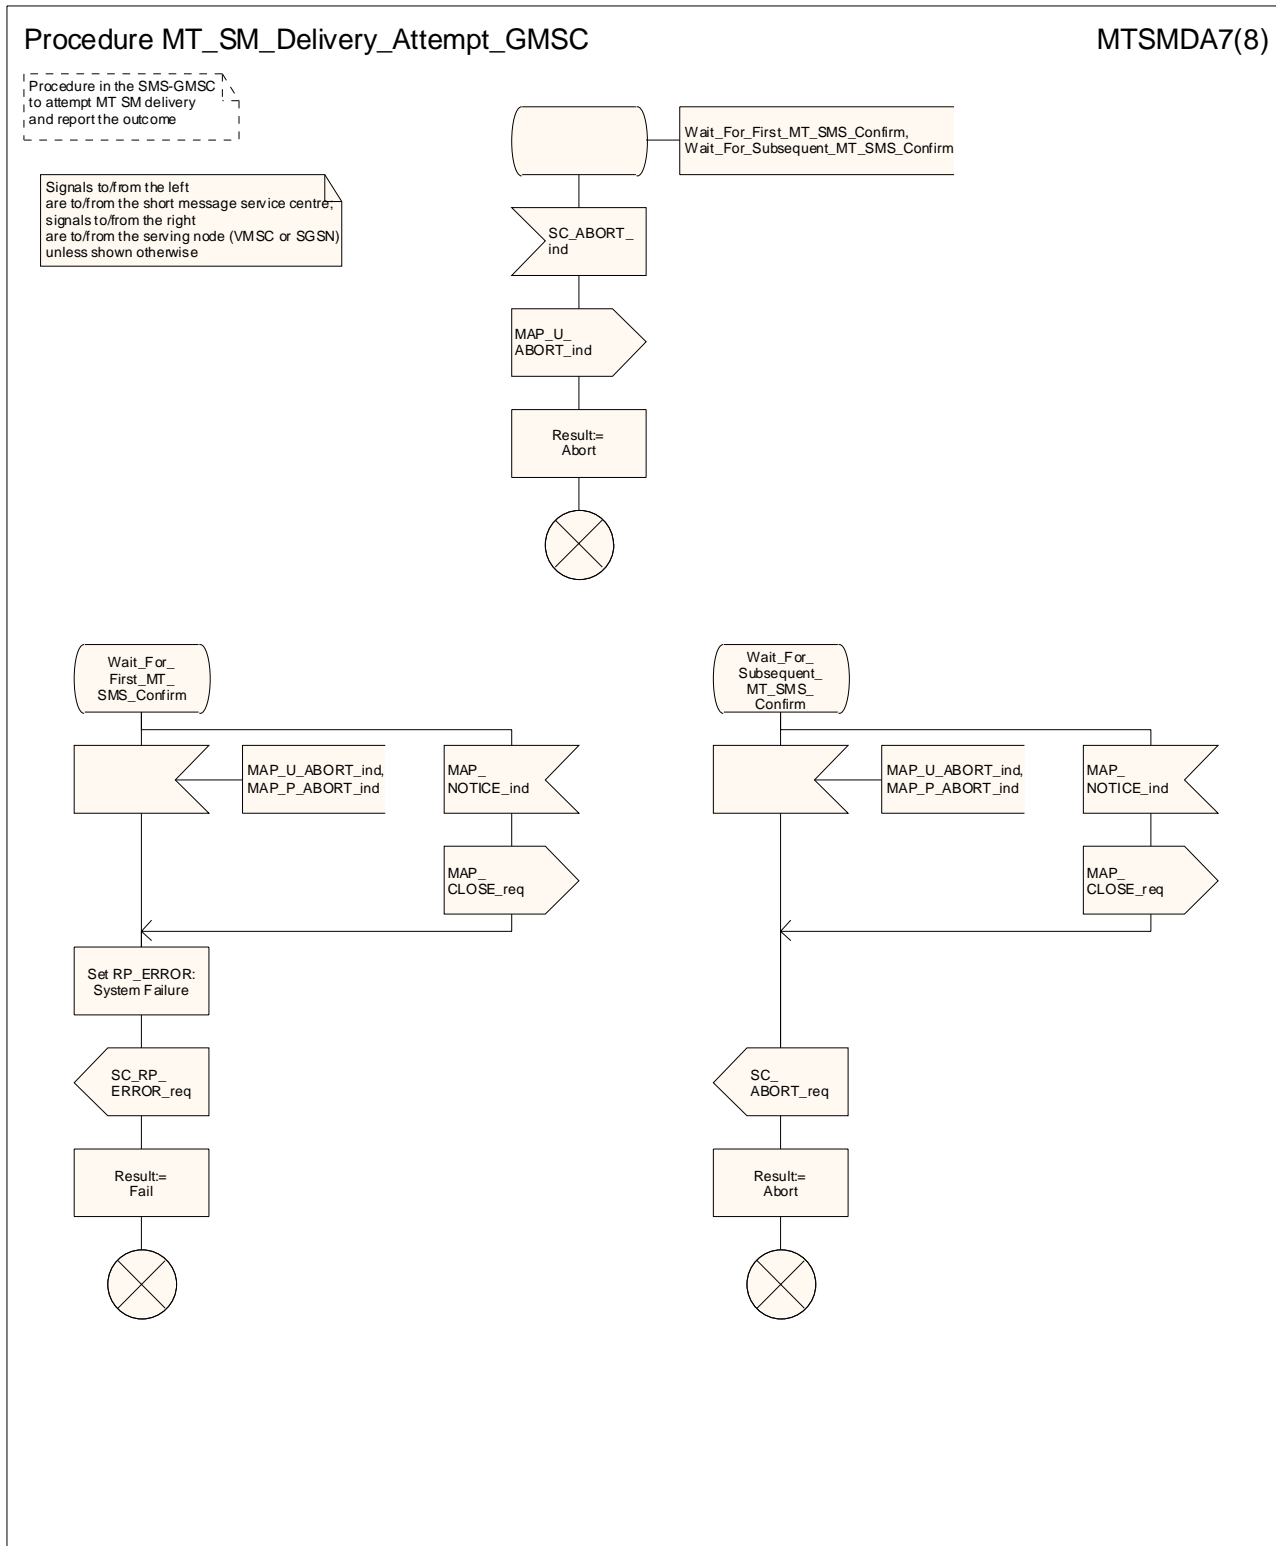 Procedure MT_SM_Delivery_Attempt_GMSC
MTSMDA7(8)
Procedure in the SMS-GMSC
to attempt MT SM delivery
and report the outcome
Signals to/from the left
are to/from the short message service centre;
signals to/from the right
are to/from the serving node (VMSC or SGSN)
unless shown otherwise
Wait_For_First_MT_SMS_Confirm,
Wait_For_Subsequent_MT_SMS_Confirm
SC_ABORT_
ind
MAP_U_
ABORT_ind
Result:=
Abort
Wait_For_
First_MT_
SMS_Confirm
MAP_U_ABORT_ind,
MAP_P_ABORT_ind
MAP_
NOTICE_ind
MAP_
CLOSE_req
Set RP_ERROR:
System Failure
SC_RP_
ERROR_req
Result:=
Fail
Wait_For_
Subsequent_
MT_SMS_
Confirm
MAP_U_ABORT_ind,
MAP_P_ABORT_ind
MAP_
NOTICE_ind
MAP_
CLOSE_req
SC_
ABORT_req
Result:=
Abort